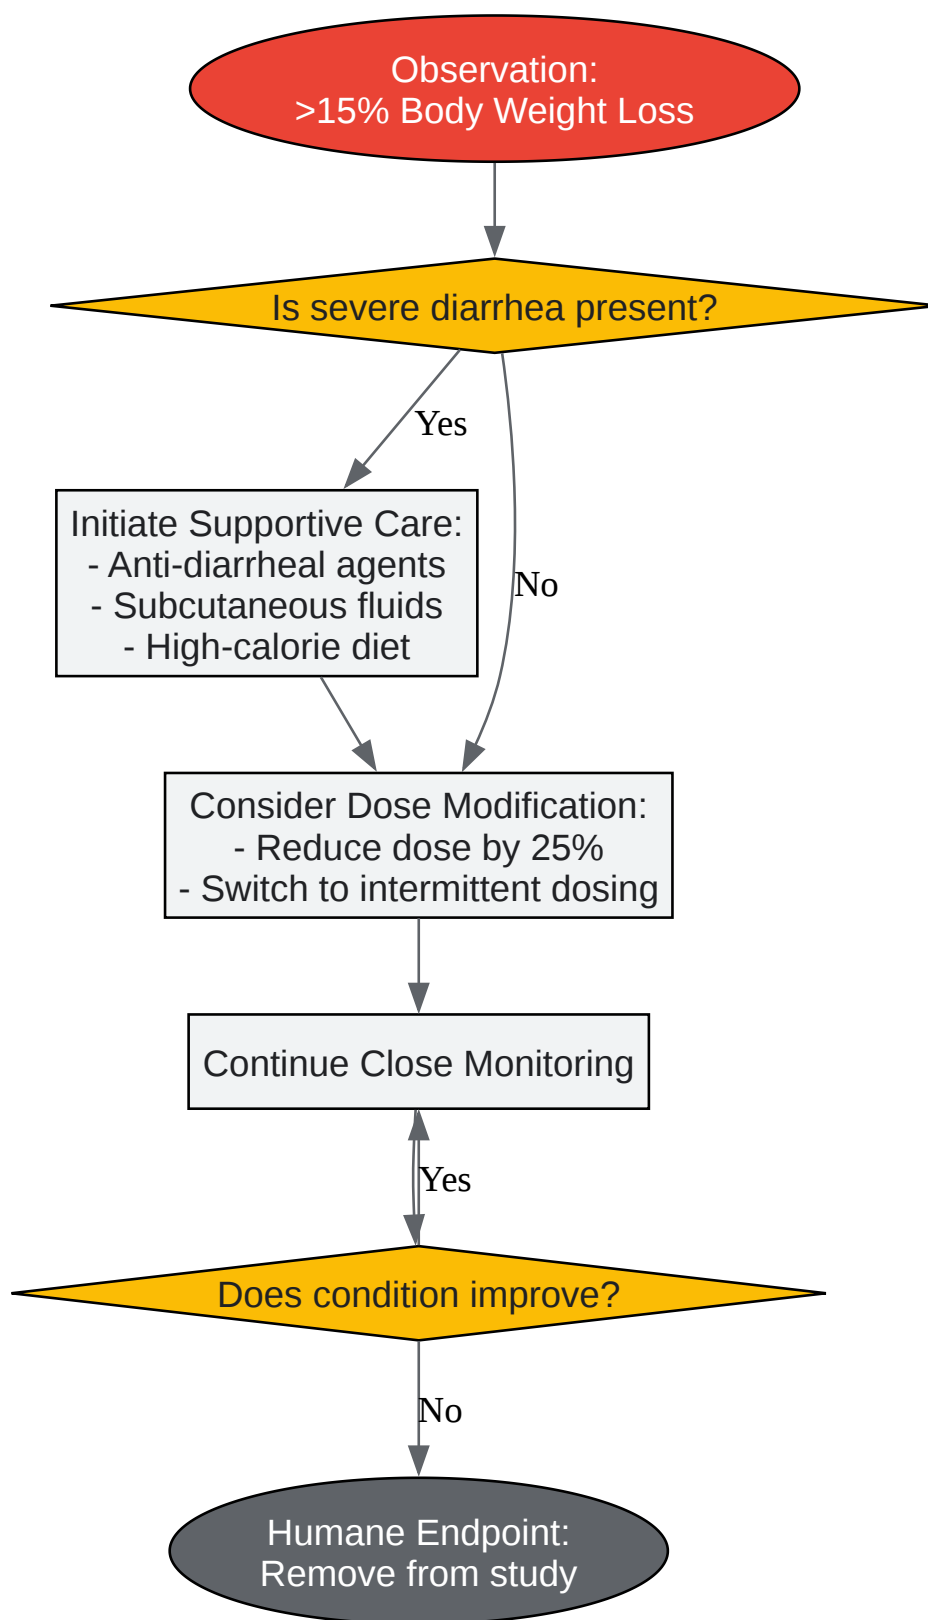 Observation:
>15% Body Weight Loss
Is severe diarrhea present?
Yes
Initiate Supportive Care:
- Anti-diarrheal agents
- Subcutaneous fluids
- High-calorie diet
No
Consider Dose Modification:
- Reduce dose by 25%
- Switch to intermittent dosing
Continue Close Monitoring
Yes
Does condition improve?
No
Humane Endpoint:
Remove from study